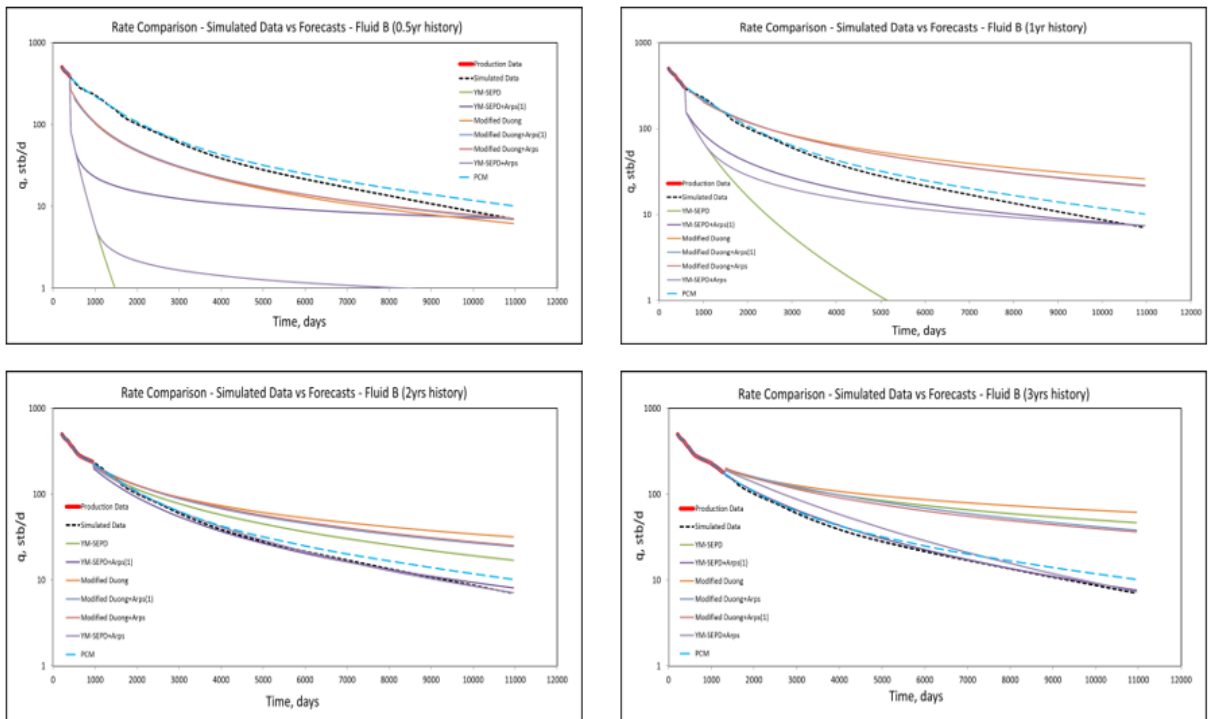 Rate Comparison - Simulated Data vs Forecasts - Fluid B (0.5yr history)
1000
100
10
1
q, stb/d
0 1000 2000 3000 4000 5000 6000 7000 8000 9000 10000 11000 12000
Time, days
Production Data
Simulated Data
YM-SEPD
YM-SEPD+Arps(1)
Modified Duong
Modified Duong+Arps(1)
Modified Duong+Arps
YM-SEPD+Arps
PCM
Rate Comparison - Simulated Data vs Forecasts - Fluid B (1yr history)
1000
100
10
1
q, stb/d
0 1000 2000 3000 4000 5000 6000 7000 8000 9000 10000 11000 12000
Time, days
Production Data
Simulated Data
YM-SEPD
YM-SEPD+Arps(1)
Modified Duong
Modified Duong+Arps(1)
Modified Duong+Arps
YM-SEPD+Arps
PCM
Rate Comparison - Simulated Data vs Forecasts - Fluid B (2yrs history)
1000
100
10
1
q, stb/d
0 1000 2000 3000 4000 5000 6000 7000 8000 9000 10000 11000 12000
Time, days
Production Data
Simulated Data
YM-SEPD
YM-SEPD+Arps(1)
Modified Duong
Modified Duong+Arps(1)
Modified Duong+Arps
YM-SEPD+Arps
PCM
Rate Comparison - Simulated Data vs Forecasts - Fluid B (3yrs history)
1000
100
10
1
q, stb/d
0 1000 2000 3000 4000 5000 6000 7000 8000 9000 10000 11000 12000
Time, days
Production Data
Simulated Data
YM-SEPD
YM-SEPD+Arps(1)
Modified Duong
Modified Duong+Arps
Modified Duong+Arps(1)
YM-SEPD+Arps
PCM